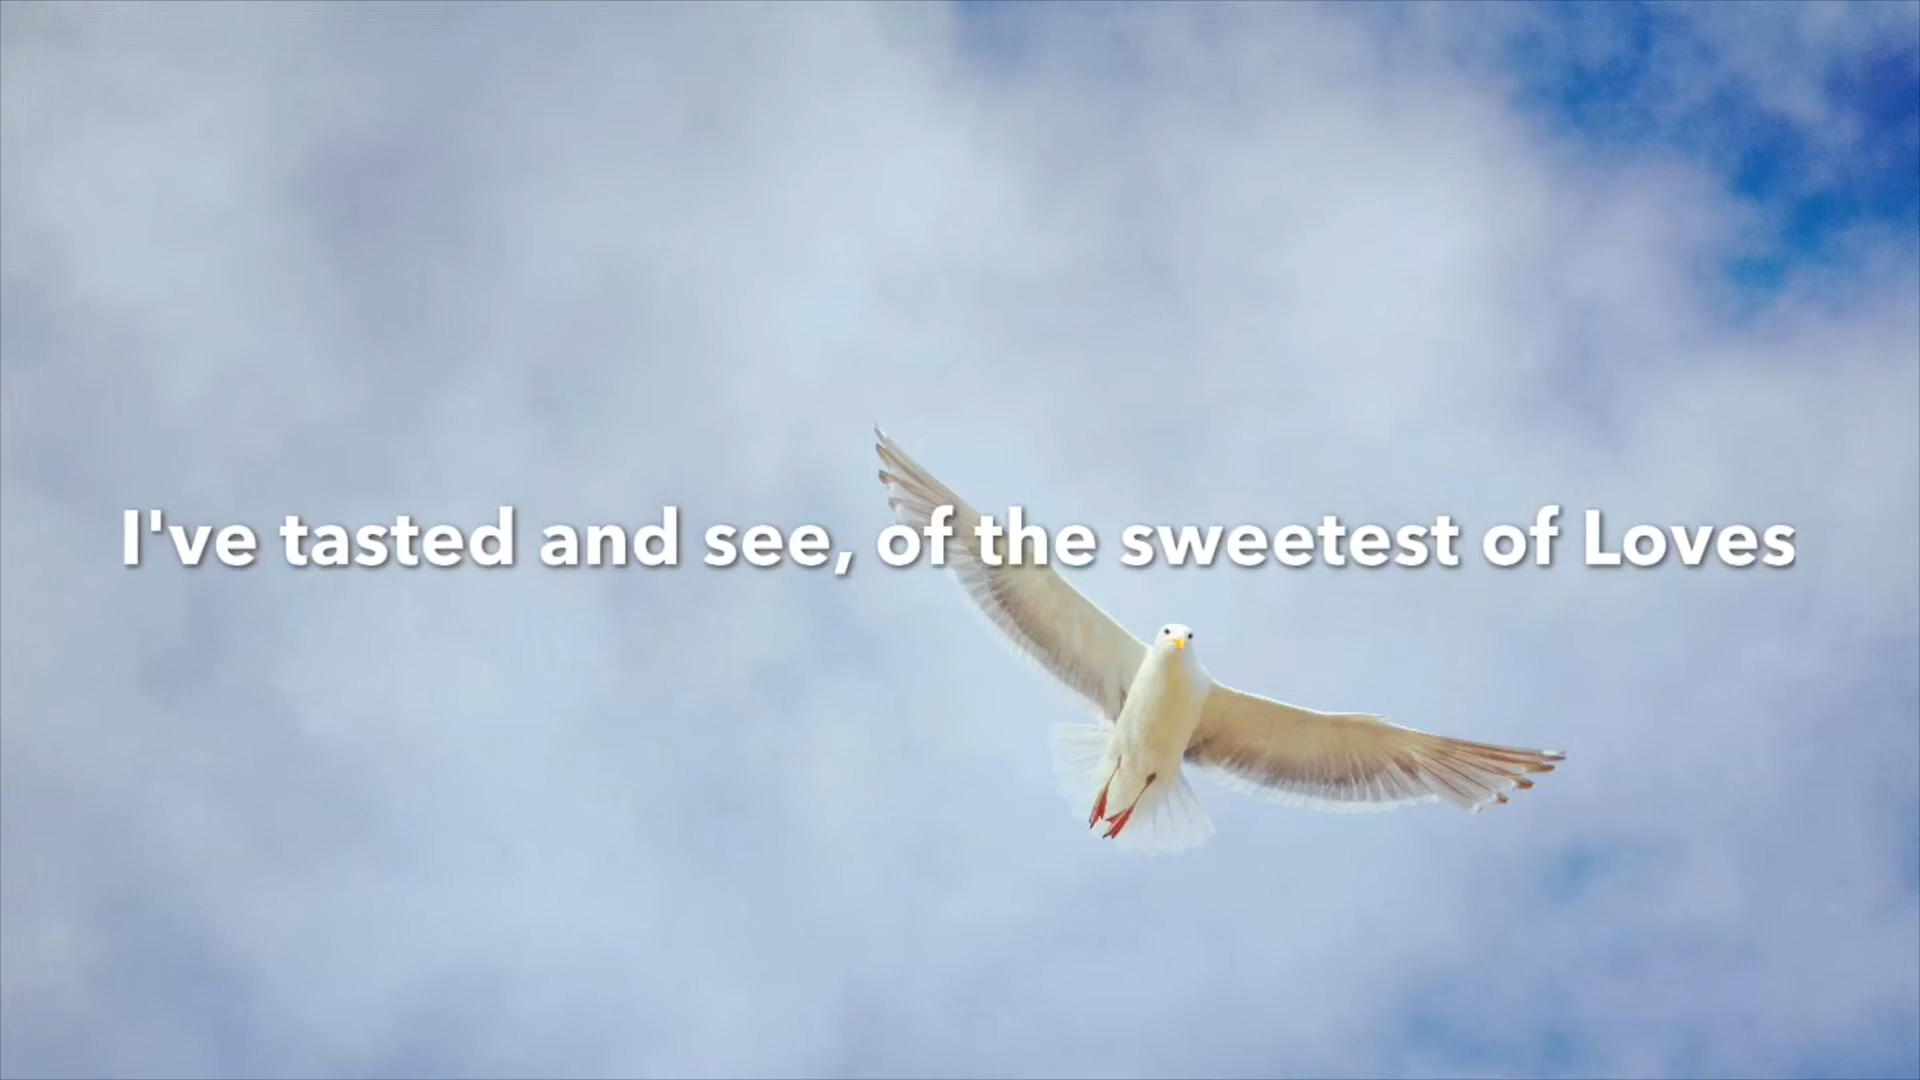 I've tasted and see, of the sweetest of Loves